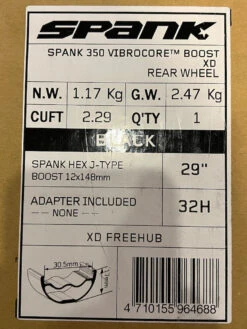 SPANK
SPANK 350 VIBROCORE™ BOOST
XD
REAR WHEEL
N.W. 1.17 Kg G.W. 2.47 Kg
CUFT 2.29 Q'TY 1
BLACK
SPANK HEX J-TYPE
BOOST 12x148mm
29"
ADAPTER INCLUDED
-- NONE --
32H
XD FREEHUB
30.5mm
4 710155 964688